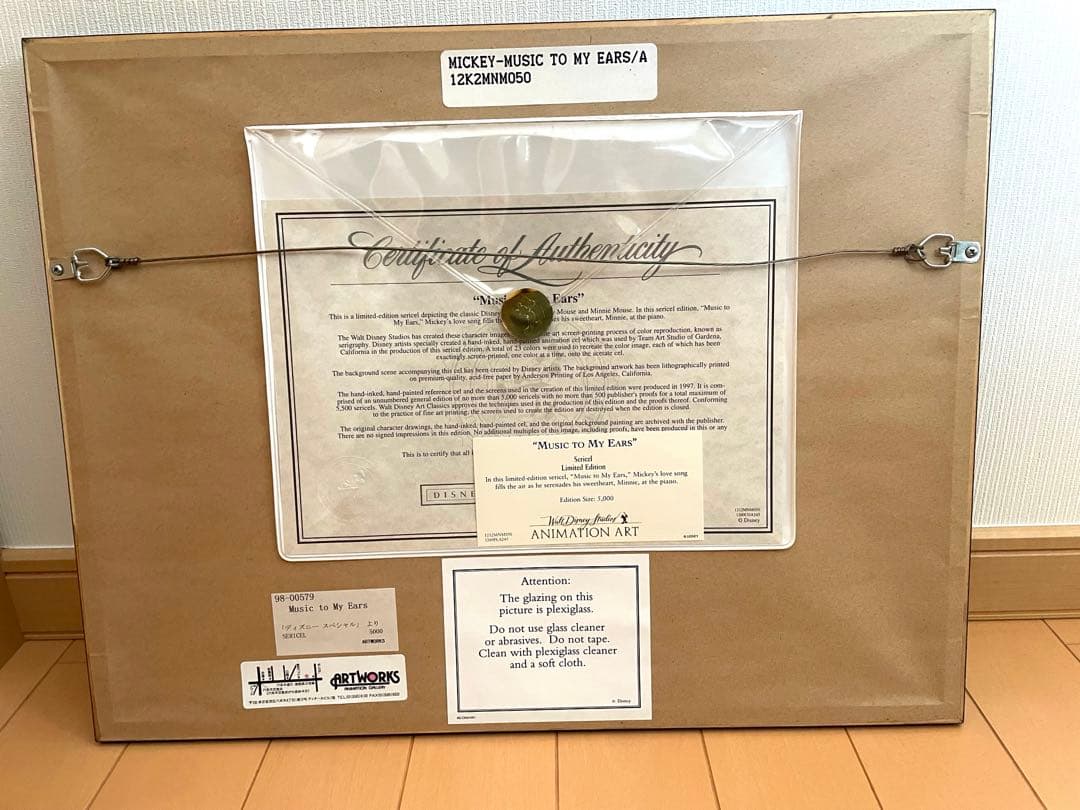 MICKEY-MUSIC TO MY EARS/A
12K2MNM050
Certificate of Authenticity
"Mus Ears"
This is a limited-edition sericel depicting the classic Disney Mouse and Minnie Mouse. In this sericel edition, "Music to
My Ears," Mickey's love song fills th es his sweetheart, Minnie, at the piano.
The Walt Disney Studios has created these character images art screen-printing process of color reproduction, known as
serigraphy. Disney artists specially created a hand-inked, hand-painted animation cel which was used by Team Art Studio of Gardena,
California in the production of this sericel edition. A total of 23 colors were used to recreate the color image, each of which has been
exactingly screen-printed, one color at a time, onto the acetate cel.
The background scene accompanying this cel has been created by Disney artists. The background artwork has been lithographically printed
on premium-quality, acid-free paper by Anderson Printing of Los Angeles, California.
The hand-inked, hand-painted reference cel and the screens used in the creation of this limited edition were produced in 1997. It is com-
prised of an unnumbered general edition of no more than 5,000 sericels with no more than 500 publisher's proofs for a total maximum of
5,500 sericels. Walt Disney Art Classics approves the techniques used in the production of this edition and the proofs thereof. Conforming
to the practice of fine art printing, the screens used to create the edition are destroyed when the edition is closed.
The original character drawings, the hand-inked, hand-painted cel, and the original background painting are archived with the publisher.
There are no signed impressions in this edition. No additional multiples of this image, including proofs, have been produced in this or any
This is to certify that all
DISNE
© Disney
"MUSIC TO MY EARS"
Sericel
Limited Edition
In this limited-edition sericel, "Music to My Ears," Mickey's love song
fills the air as he serenades his sweetheart, Minnie, at the piano.
Edition Size: 5,000
Walt Disney Studios
ANIMATION ART
© DISNEY
98-00579
Music to My Ears
「ディズニー スペシャル」 より
SERICEL 5000
ARTWORKS
ARTWORKS
ANIMATION GALLERY
Attention:
The glazing on this
picture is plexiglass.
Do not use glass cleaner
or abrasives. Do not tape.
Clean with plexiglass cleaner
and a soft cloth.
© Disney